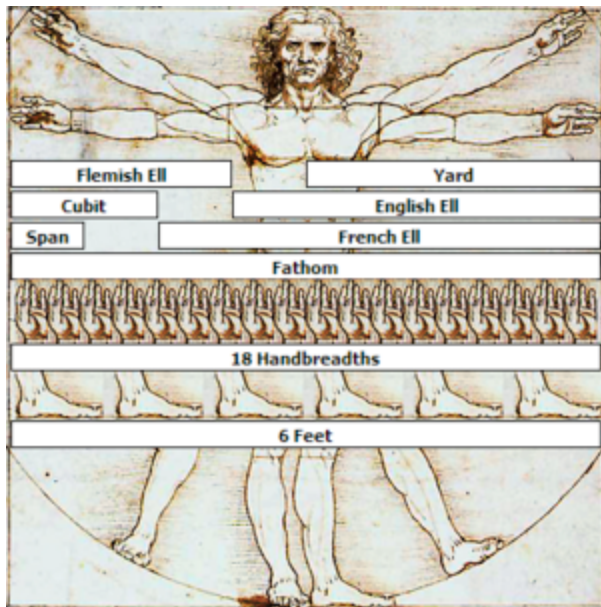 Flemish Ell Yard
Cubit English Ell
Span French Ell
Fathom
18 Handbreadths
6 Feet